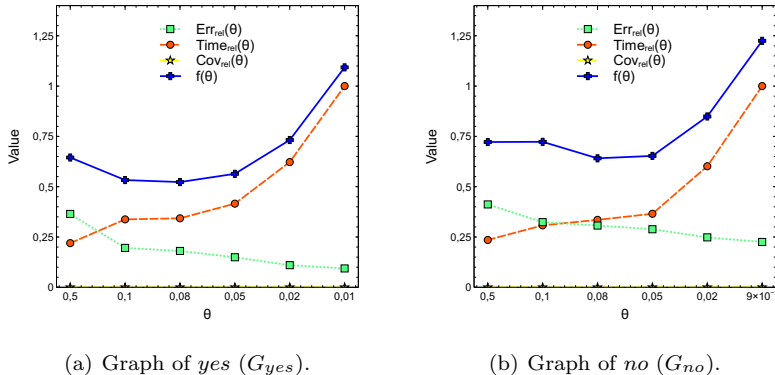 1,25
1
0,75
0,5
0,25
0
Value
Err_rel(θ)
Time_rel(θ)
Cov_rel(θ)
f(θ)
0,5 0,1 0,08 0,05 0,02 0,01
θ
(a) Graph of yes (G_yes).
1,25
1
0,75
0,5
0,25
0
Value
Err_rel(θ)
Time_rel(θ)
Cov_rel(θ)
f(θ)
0,5 0,1 0,08 0,05 0,02 9×10⁻
θ
(b) Graph of no (G_no).